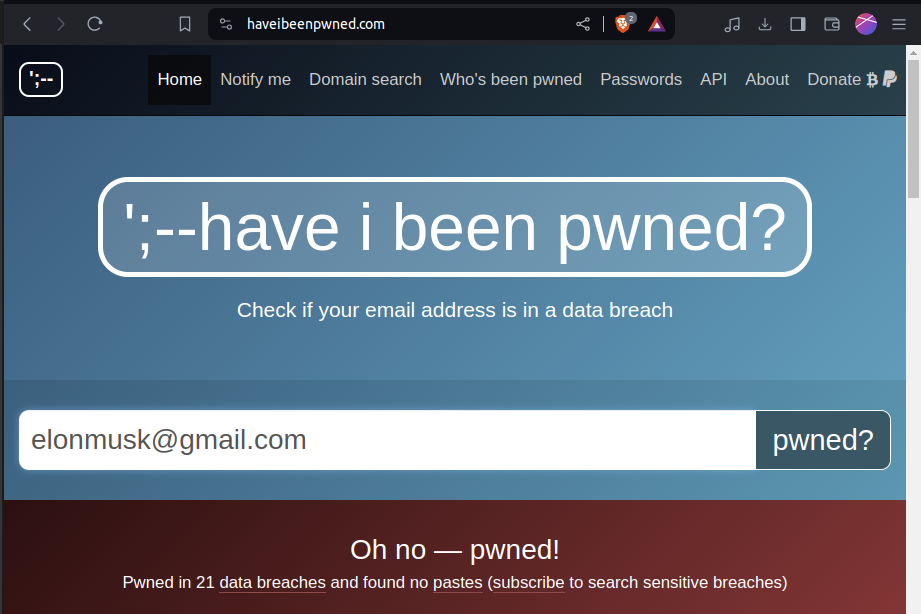 haveibeenpwned.com
2
';--
Home Notify me Domain search Who's been pwned Passwords API About Donate
';--have i been pwned?
Check if your email address is in a data breach
elonmusk@gmail.com
pwned?
Oh no — pwned!
Pwned in 21 data breaches and found no pastes (subscribe to search sensitive breaches)